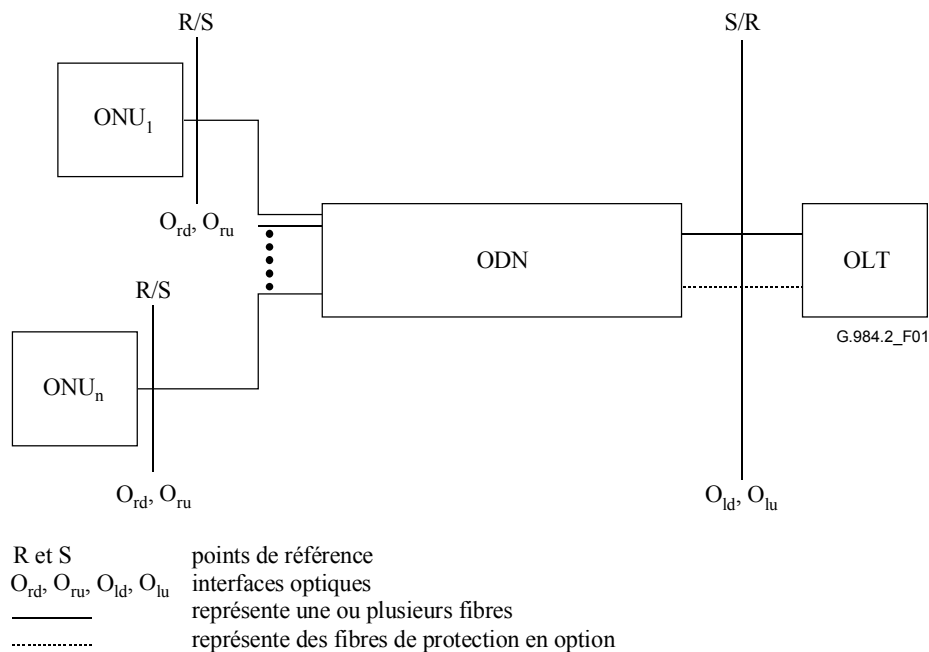 R/S
S/R
ONU1
Ord, Oru
ODN
OLT
R/S
G.984.2_F01
ONUn
Ord, Oru
Old, Olu
R et S points de référence
Ord, Oru, Old, Olu interfaces optiques
représente une ou plusieurs fibres
représente des fibres de protection en option